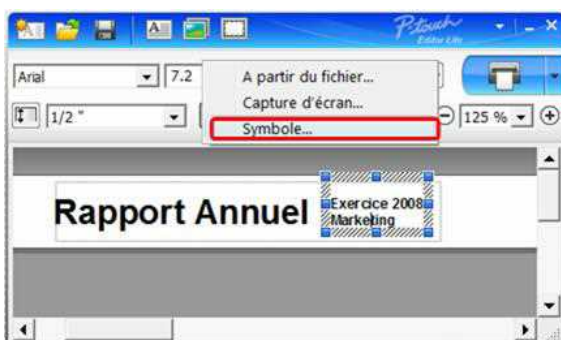 P-touch
Editor Lite
Arial
7.2
A partir du fichier...
Capture d'écran...
Symbole...
1/2 "
125 %
Rapport Annuel
Exercice 2008
Marketing